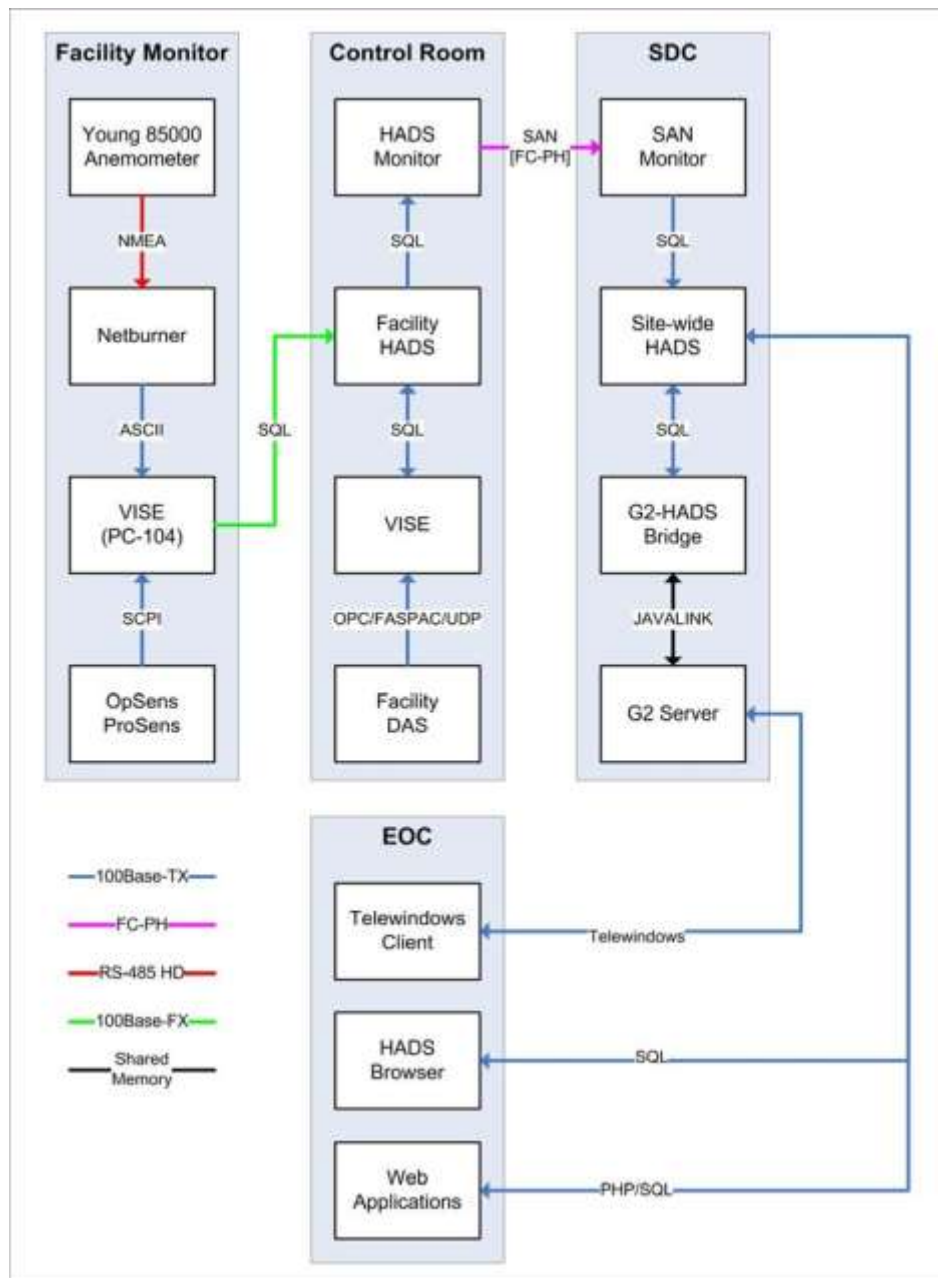 Facility Monitor
Young 85000
Anemometer
NMEA
Netburner
ASCII
VISE
(PC-104)
SCPI
OpSens
ProSens
SQL
Control Room
HADS
Monitor
SQL
Facility
HADS
SQL
VISE
OPC/FASPAC/UDP
Facility
DAS
SAN
[FC-PH]
SDC
SAN
Monitor
SQL
Site-wide
HADS
SQL
G2-HADS
Bridge
JAVALINK
G2 Server
EOC
Telewindows
Client
Telewindows
HADS
Browser
SQL
Web
Applications
PHP/SQL
100Base-TX
FC-PH
RS-485 HD
100Base-FX
Shared
Memory